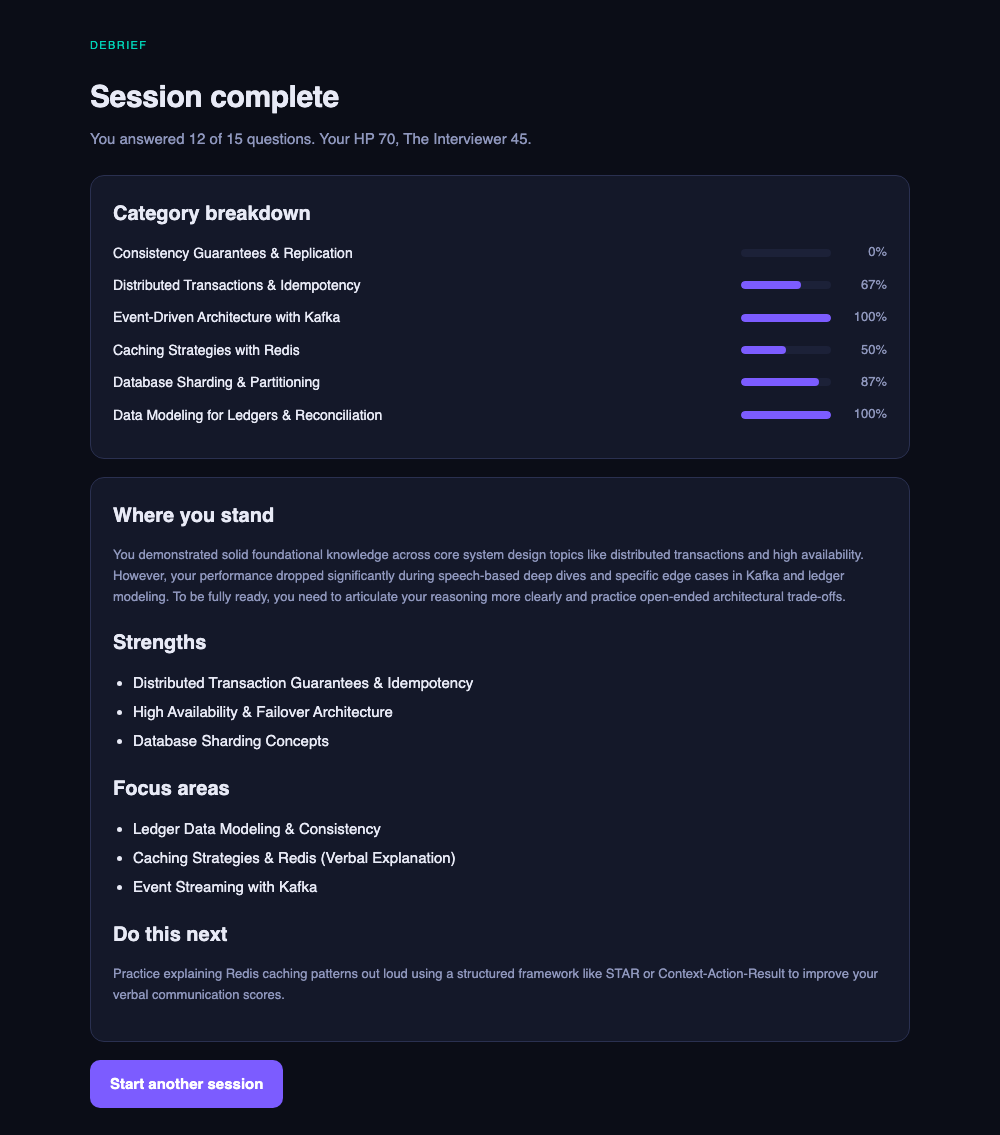 DEBRIEF
Session complete
You answered 12 of 15 questions. Your HP 70, The Interviewer 45.
Category breakdown
Consistency Guarantees & Replication 0%
Distributed Transactions & Idempotency 67%
Event-Driven Architecture with Kafka 100%
Caching Strategies with Redis 50%
Database Sharding & Partitioning 87%
Data Modeling for Ledgers & Reconciliation 100%
Where you stand
You demonstrated solid foundational knowledge across core system design topics like distributed transactions and high availability.
However, your performance dropped significantly during speech-based deep dives and specific edge cases in Kafka and ledger
modeling. To be fully ready, you need to articulate your reasoning more clearly and practice open-ended architectural trade-offs.
Strengths
• Distributed Transaction Guarantees & Idempotency
• High Availability & Failover Architecture
• Database Sharding Concepts
Focus areas
• Ledger Data Modeling & Consistency
• Caching Strategies & Redis (Verbal Explanation)
• Event Streaming with Kafka
Do this next
Practice explaining Redis caching patterns out loud using a structured framework like STAR or Context-Action-Result to improve your
verbal communication scores.
Start another session